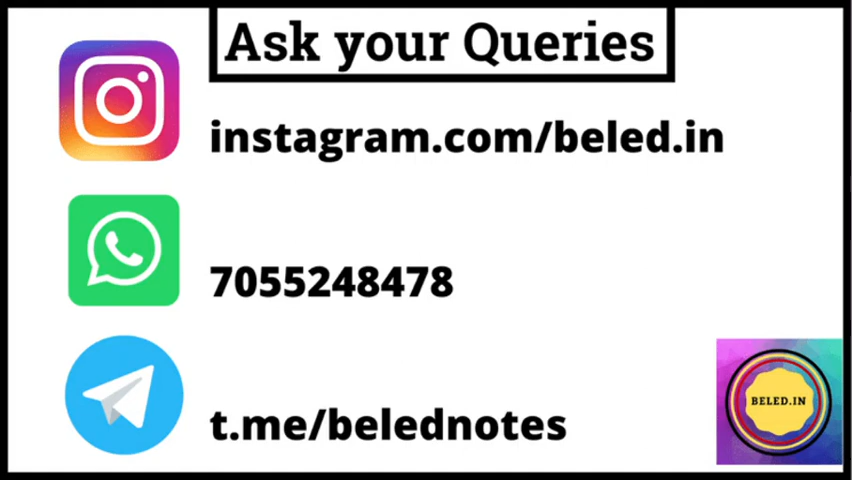 Ask your Queries
instagram.com/beled.in
7055248478
t.me/belednotes
BELED.IN